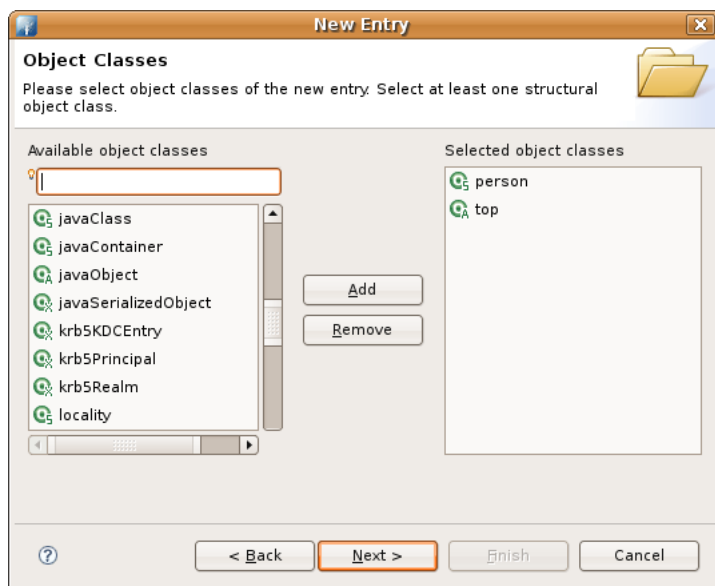 New Entry
Object Classes
Please select object classes of the new entry. Select at least one structural
object class.
Available object classes
Selected object classes
javaClass
javaContainer
javaObject
javaSerializedObject
krb5KDCEntry
krb5Principal
krb5Realm
locality
Add
Remove
person
top
< Back
Next >
Finish
Cancel